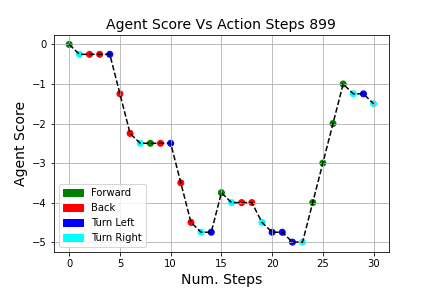 Agent Score Vs Action Steps 899
0
−1
−2
−3
−4
−5
Agent Score
Forward
Back
Turn Left
Turn Right
0 5 10 15 20 25 30
Num. Steps